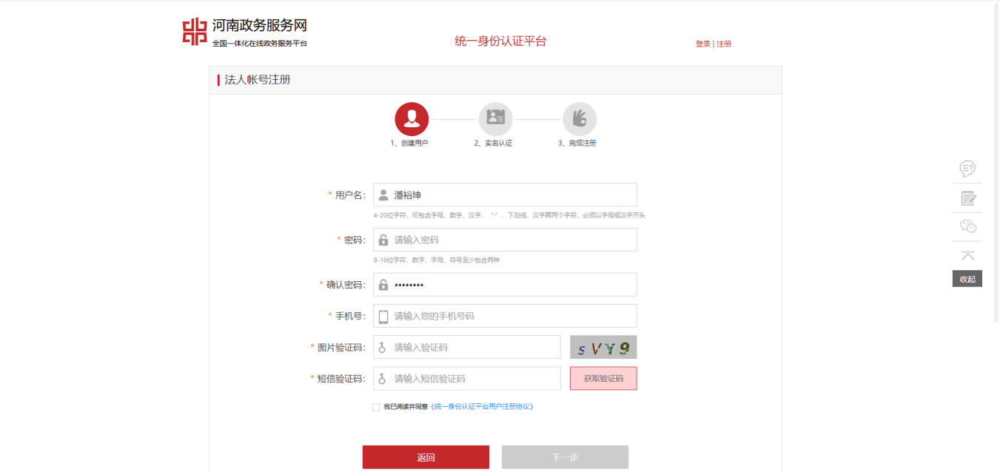 河南政务服务网
全国一体化在线政务服务平台
统一身份认证平台
登录 | 注册
法人帐号注册
1、创建用户
2、实名认证
3、完成注册
* 用户名：
潘裕坤
4-20位字符，可包含字母、数字、汉字、“-”、下划线，汉字算两个字符，必须以字母或汉字开头
* 密码：
请输入密码
8-16位字符，数字、字母、符号至少包含两种
* 确认密码：
••••••••
* 手机号：
请输入您的手机号码
* 图片验证码：
请输入验证码
sVY9
* 短信验证码：
请输入短信验证码
获取验证码
我已阅读并同意《统一身份认证平台用户注册协议》
返回
下一步
收起